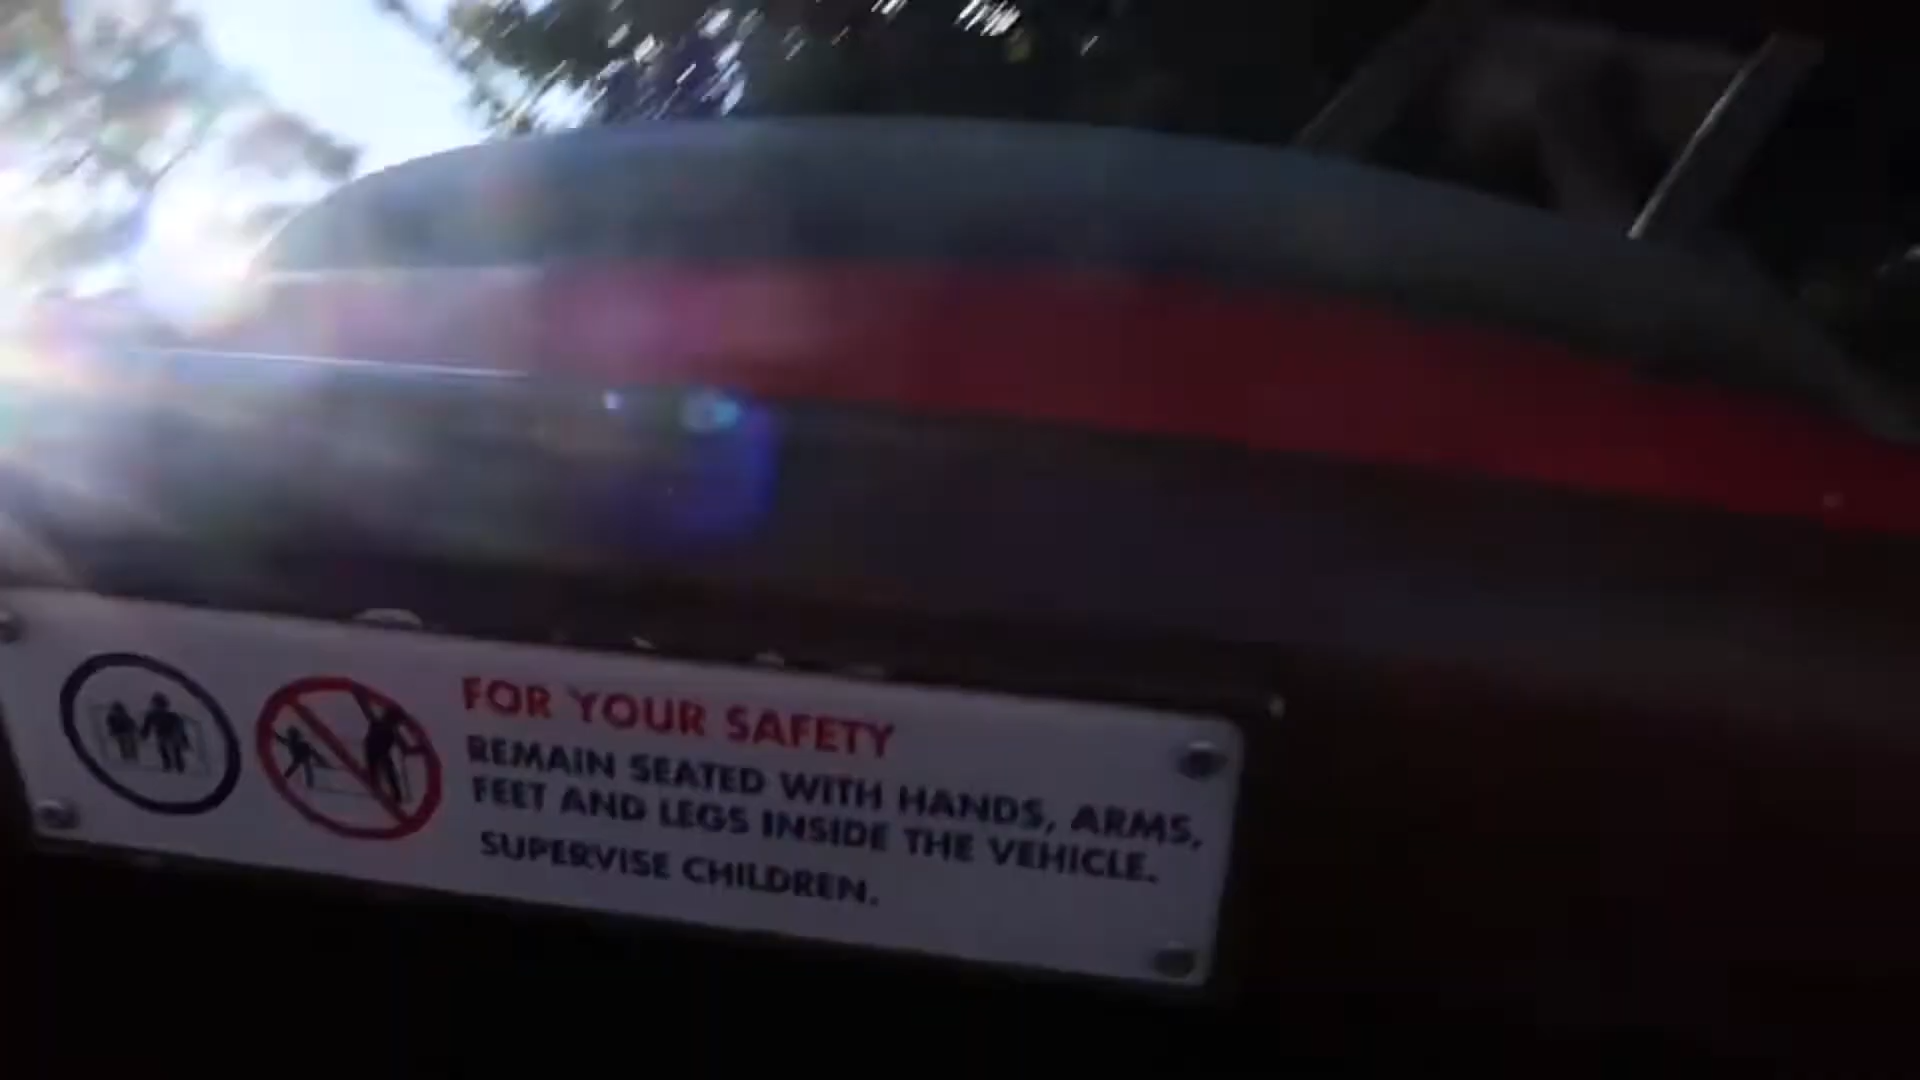 FOR YOUR SAFETY
REMAIN SEATED WITH HANDS, ARMS,
FEET AND LEGS INSIDE THE VEHICLE.
SUPERVISE CHILDREN.